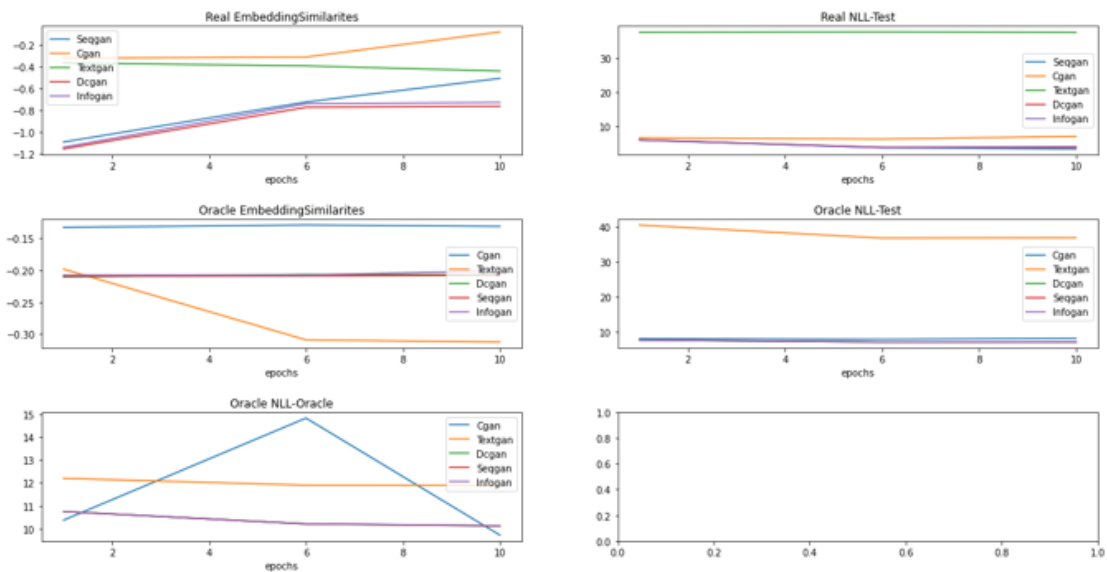 Real EmbeddingSimilarites
−0.2
−0.4
−0.6
−0.8
−1.0
−1.2
Seqgan
Cgan
Textgan
Dcgan
Infogan
2 4 6 8 10
epochs
Real NLL-Test
30
20
10
Seqgan
Cgan
Textgan
Dcgan
Infogan
2 4 6 8 10
epochs
Oracle EmbeddingSimilarites
−0.15
−0.20
−0.25
−0.30
Cgan
Textgan
Dcgan
Seqgan
Infogan
2 4 6 8 10
epochs
Oracle NLL-Test
40
30
20
10
Cgan
Textgan
Dcgan
Seqgan
Infogan
2 4 6 8 10
epochs
Oracle NLL-Oracle
15
14
13
12
11
10
Cgan
Textgan
Dcgan
Seqgan
Infogan
2 4 6 8 10
epochs
1.0
0.8
0.6
0.4
0.2
0.0
0.0 0.2 0.4 0.6 0.8 1.0